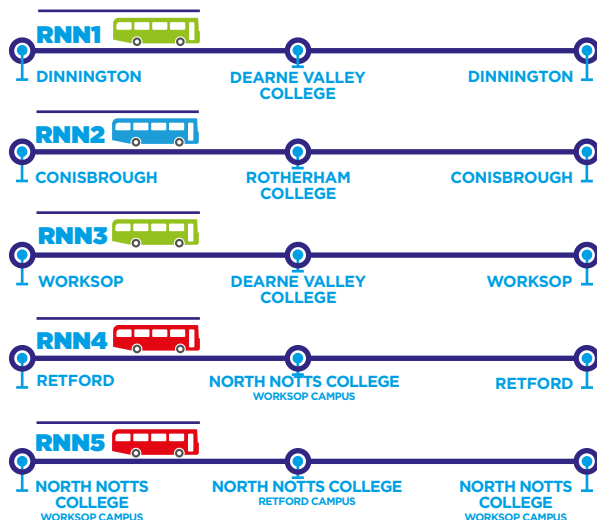 RNN1
DINNINGTON
DEARNE VALLEY
COLLEGE
DINNINGTON
RNN2
CONISBROUGH
ROTHERHAM
COLLEGE
CONISBROUGH
RNN3
WORKSOP
DEARNE VALLEY
COLLEGE
WORKSOP
RNN4
RETFORD
NORTH NOTTS COLLEGE
WORKSOP CAMPUS
RETFORD
RNN5
NORTH NOTTS
COLLEGE
WORKSOP CAMPUS
NORTH NOTTS COLLEGE
RETFORD CAMPUS
NORTH NOTTS
COLLEGE
WORKSOP CAMPUS